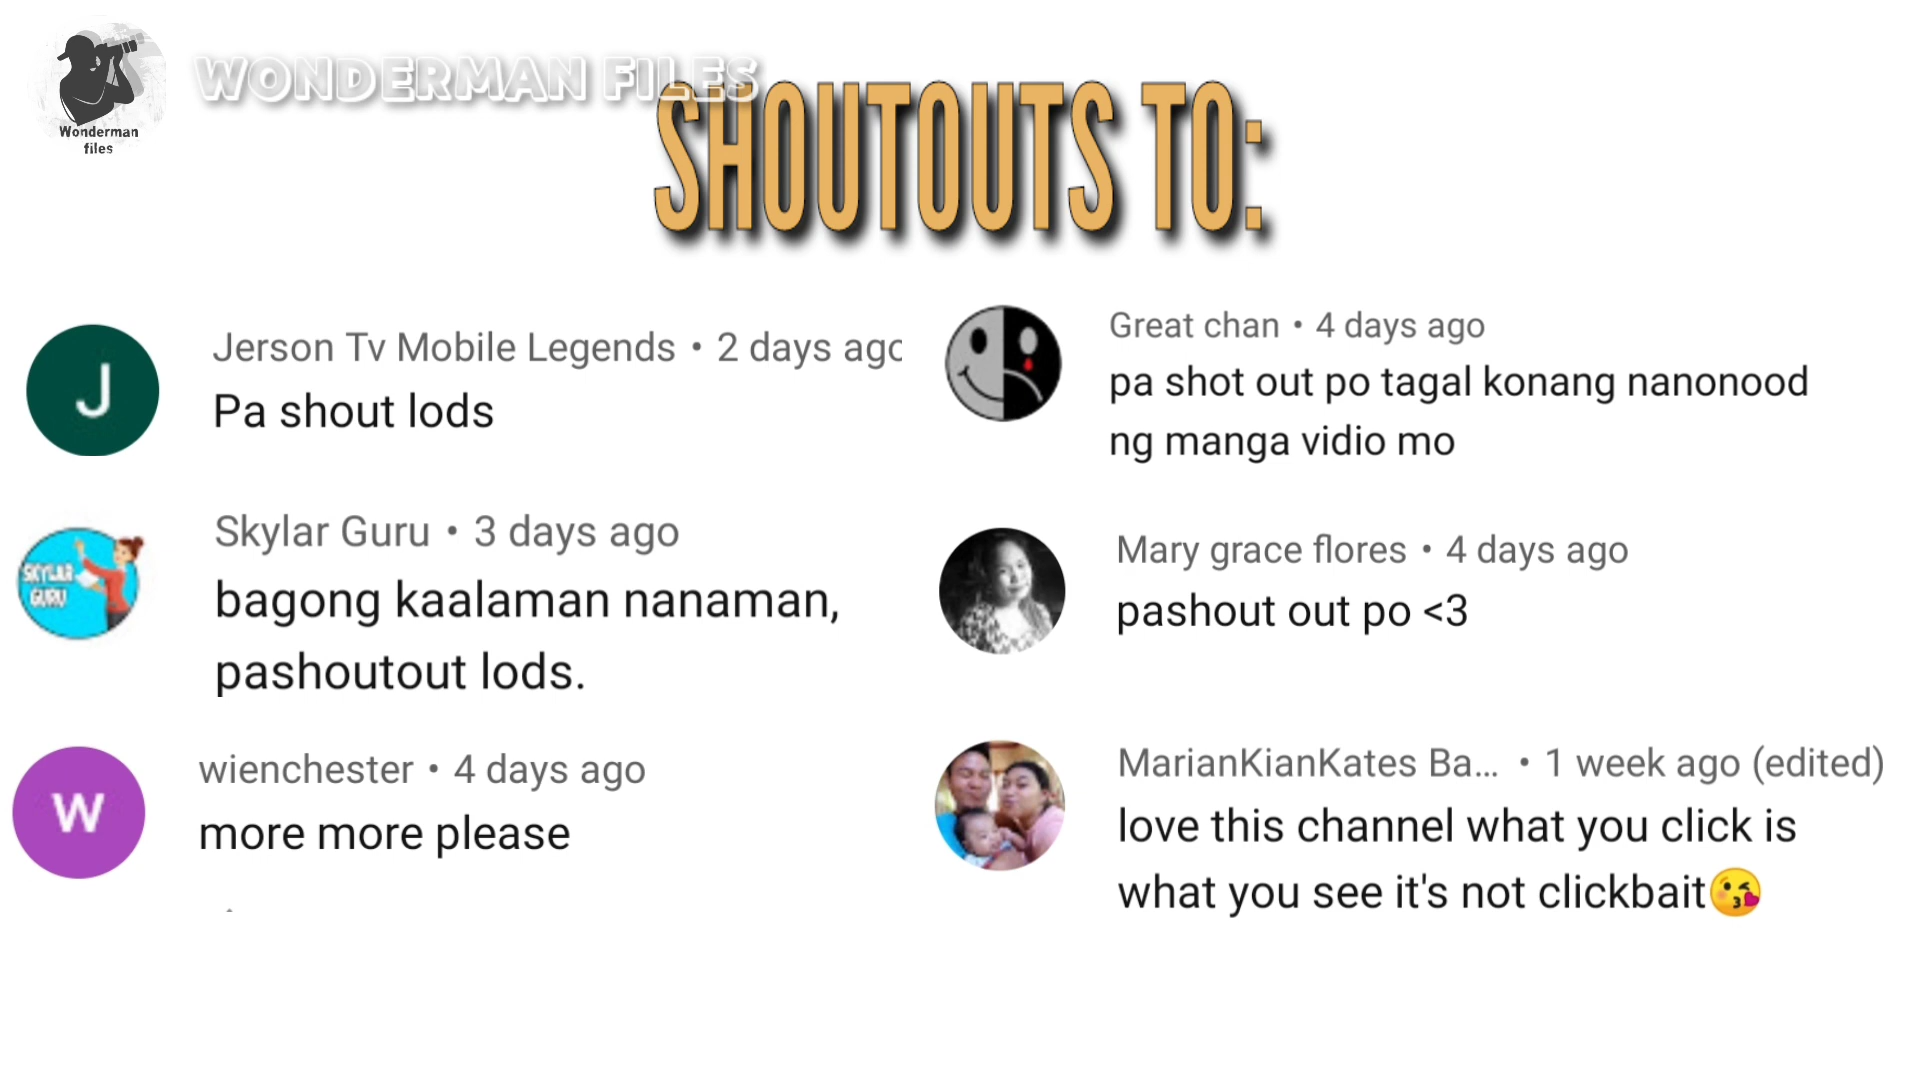 Wonderman
files
WONDERMAN FILES
SHOUTOUTS TO:
J
Jerson Tv Mobile Legends • 2 days ago
Pa shout lods
SKYLAR
GURU
Skylar Guru • 3 days ago
bagong kaalaman nanaman,
pashoutout lods.
W
wienchester • 4 days ago
more more please
Great chan • 4 days ago
pa shot out po tagal konang nanonood
ng manga vidio mo
Mary grace flores • 4 days ago
pashout out po <3
MarianKianKates Ba... • 1 week ago (edited)
love this channel what you click is
what you see it's not clickbait😘